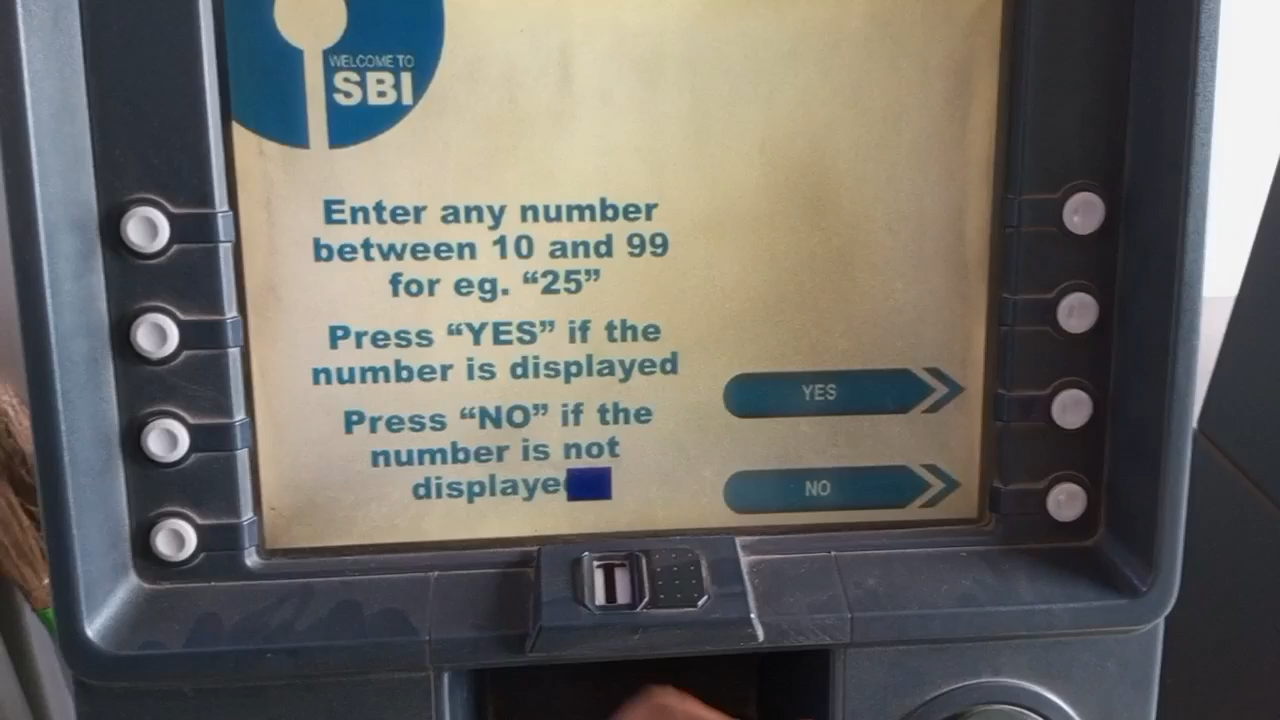 WELCOME TO
SBI
Enter any number
between 10 and 99
for eg. “25”
Press “YES” if the
number is displayed
Press “NO” if the
number is not
displaye
YES
NO